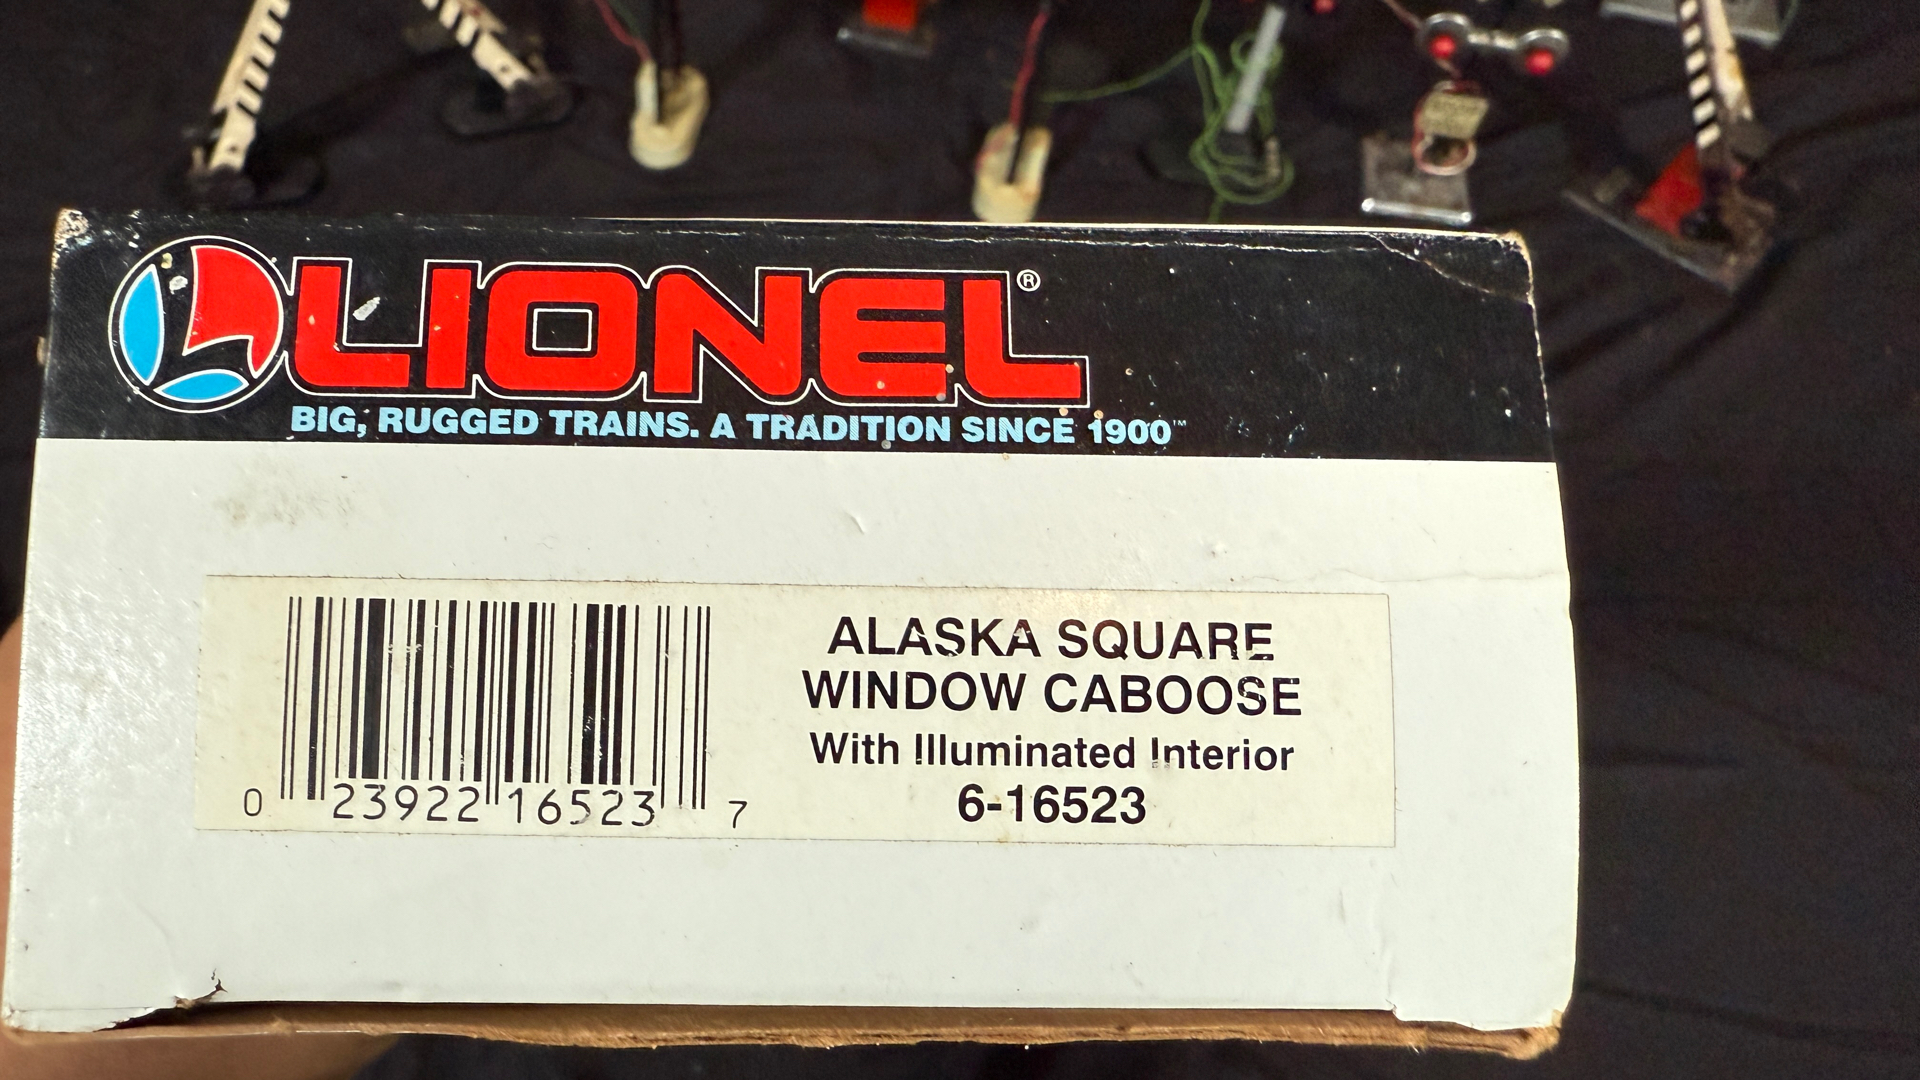 LIONEL®
BIG, RUGGED TRAINS. A TRADITION SINCE 1900™
ALASKA SQUARE
WINDOW CABOOSE
With Illuminated Interior
6-16523
0 23922 16523 7